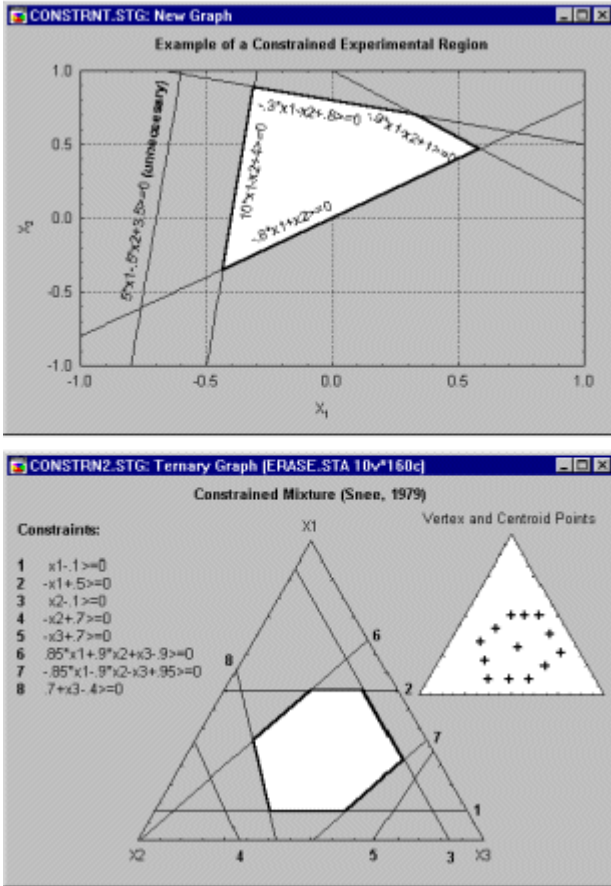 CONSTRNT.STG: New Graph
Example of a Constrained Experimental Region
1.0
0.5
0.0
-0.5
-1.0
X2
5*x1-.5*x2+3.5>=0 (unnecessary)
10*x1-x2+4>=0
-.3*x1-x2+.8>=0
-.9*x1-x2+1>=0
-.8*x1+x2>=0
-1.0 -0.5 0.0 0.5 1.0
X1
CONSTRN2.STG: Ternary Graph (ERASE.STA 10v*160c)
Constrained Mixture (Snee, 1979)
Constraints:
1 x1-.1>=0
2 -x1+.5>=0
3 x2-.1>=0
4 -x2+.7>=0
5 -x3+.7>=0
6 .85*x1+.9*x2+x3-.9>=0
7 -.85*x1-.9*x2-x3+.95>=0
8 .7+x3-.4>=0
X1
Vertex and Centroid Points
6
8
2
7
1
X2
4
5
3
X3